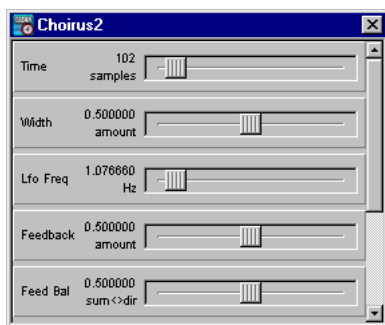 Choirus2
Time 102 samples
Width 0.500000 amount
Lfo Freq 1.076660 Hz
Feedback 0.500000 amount
Feed Bal 0.500000 sum<>dir